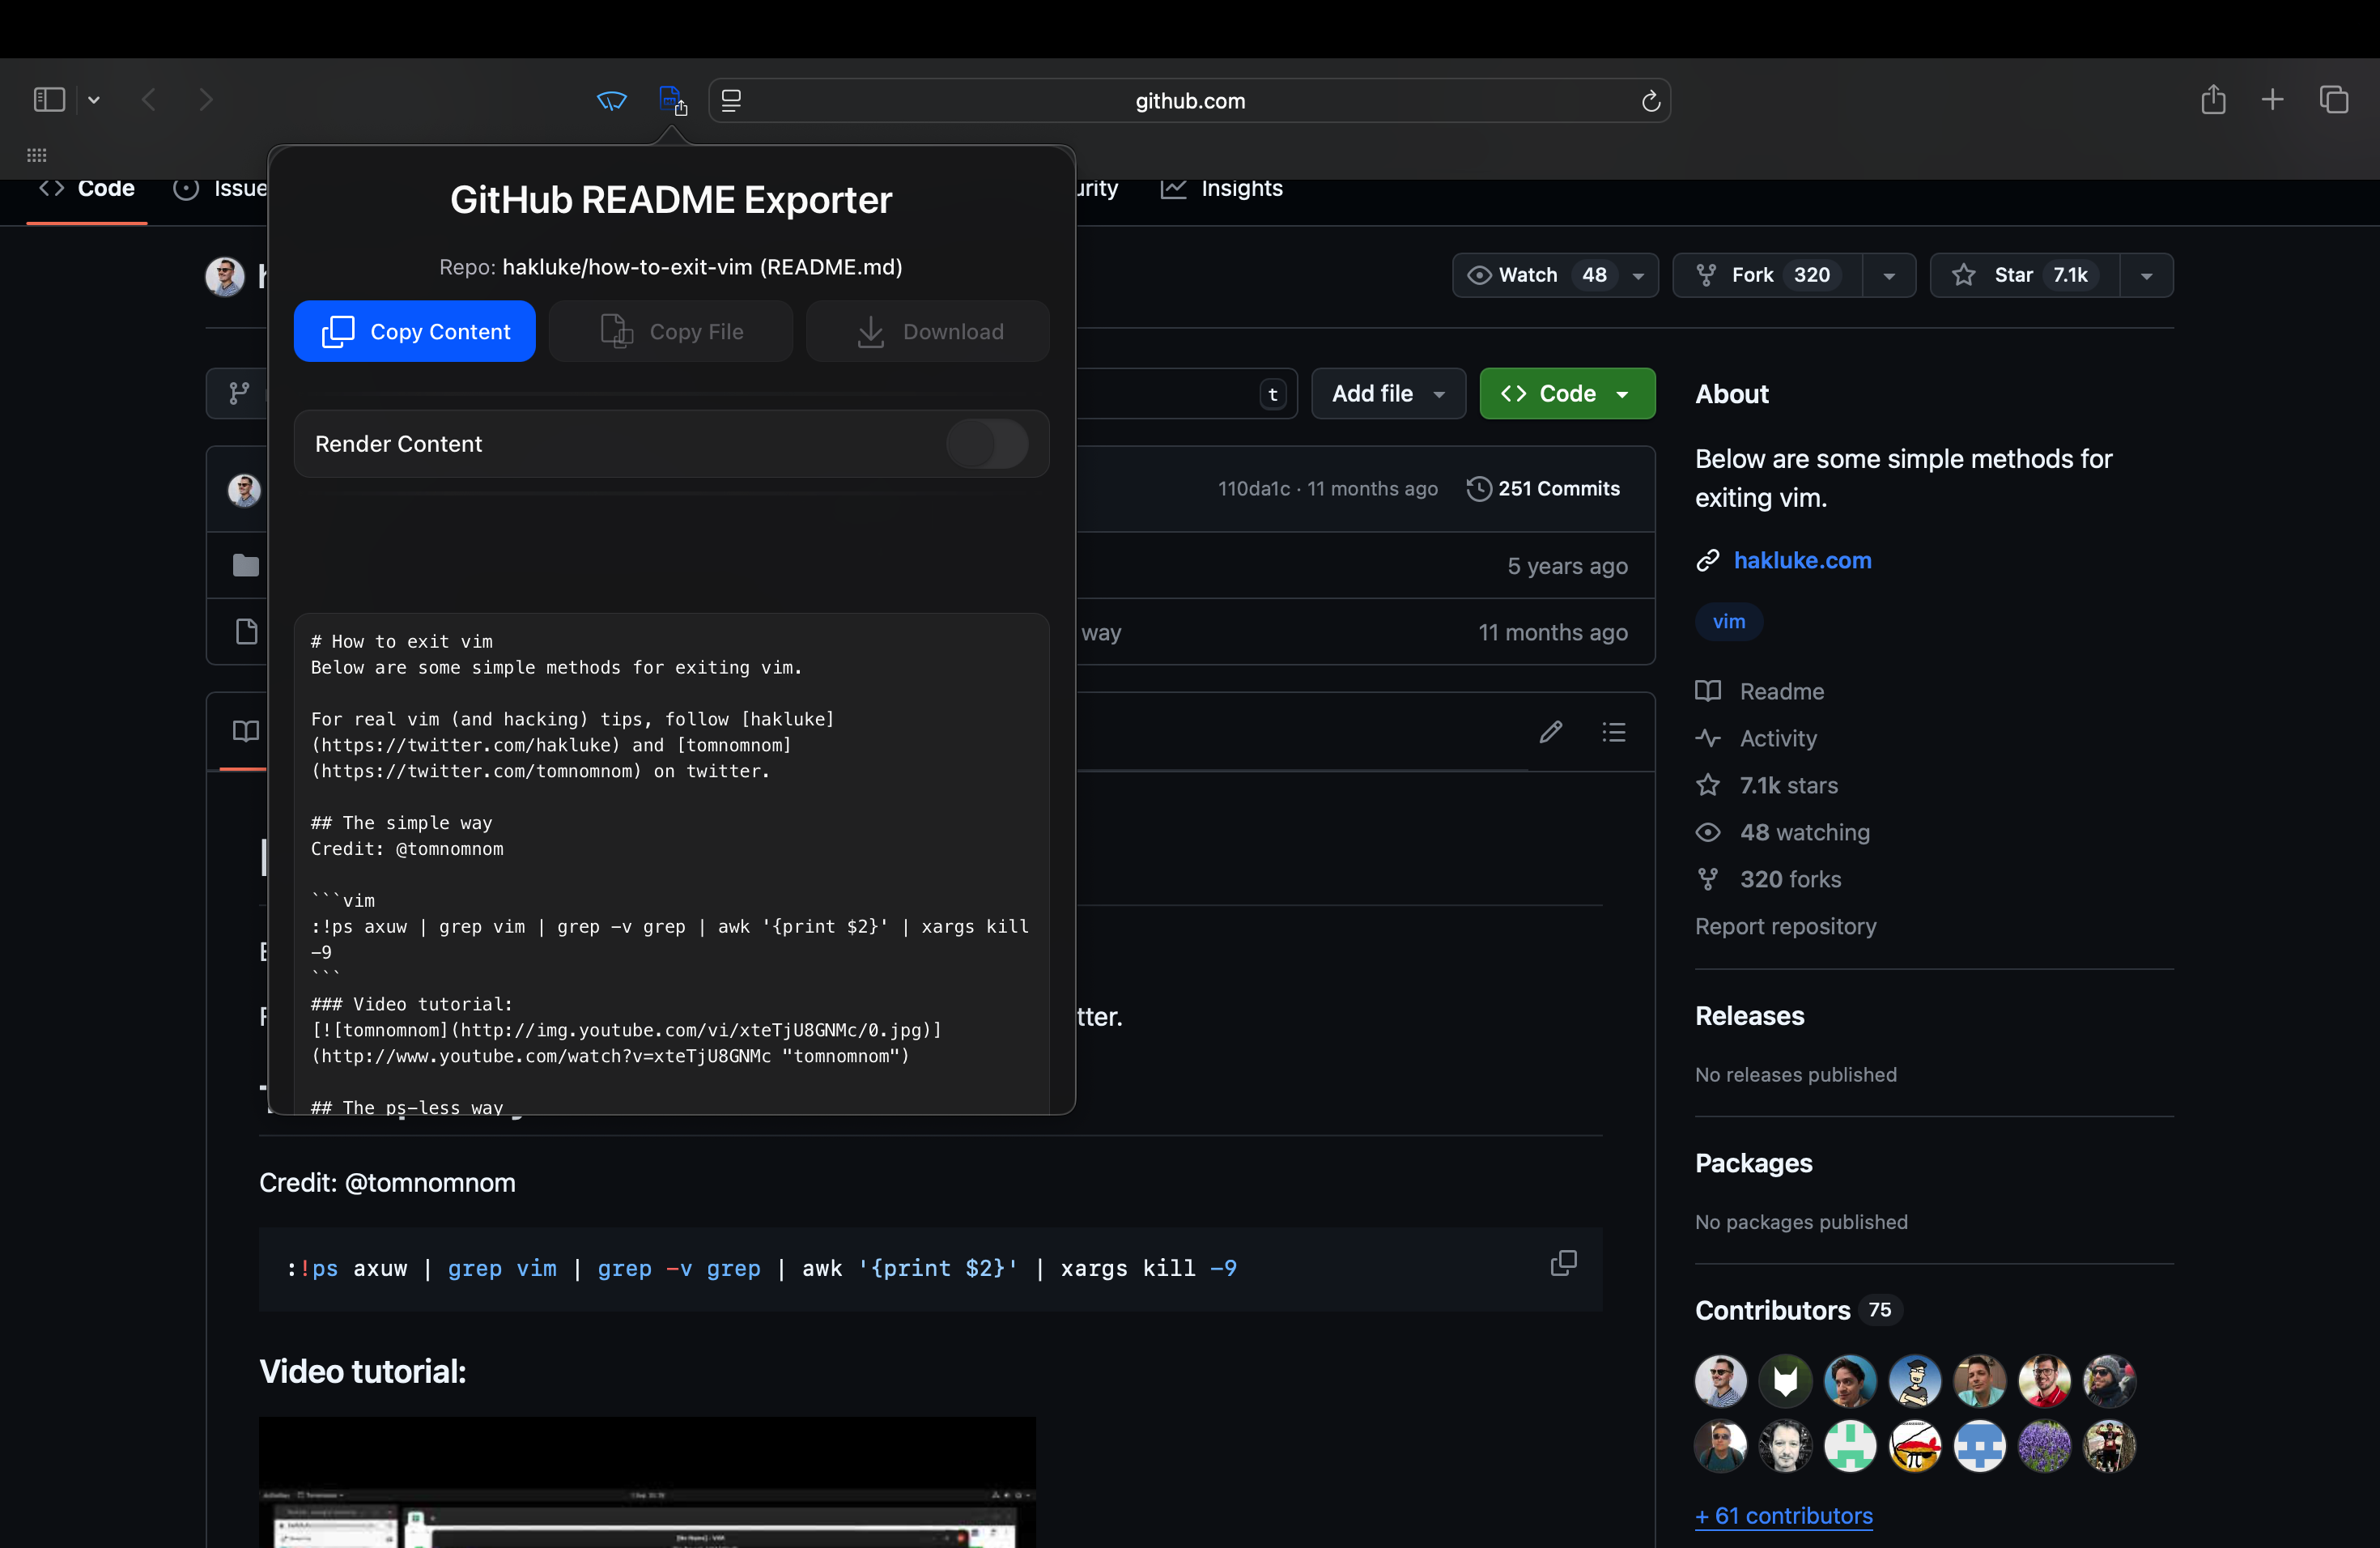 github.com
Code
Issue
urity
Insights
GitHub README Exporter
Repo: hakluke/how-to-exit-vim (README.md)
Copy Content
Copy File
Download
Render Content
# How to exit vim
Below are some simple methods for exiting vim.
For real vim (and hacking) tips, follow [hakluke]
(https://twitter.com/hakluke) and [tomnomnom]
(https://twitter.com/tomnomnom) on twitter.
## The simple way
Credit: @tomnomnom
```vim
:!ps axuw | grep vim | grep -v grep | awk '{print $2}' | xargs kill
-9
```
### Video tutorial:
[![tomnomnom](http://img.youtube.com/vi/xteTjU8GNMc/0.jpg)]
(http://www.youtube.com/watch?v=xteTjU8GNMc "tomnomnom")
## The ps-less way
Watch 48
Fork 320
Star 7.1k
t
Add file
Code
110da1c · 11 months ago
251 Commits
5 years ago
way
11 months ago
tter.
Credit: @tomnomnom
:!ps axuw | grep vim | grep -v grep | awk '{print $2}' | xargs kill -9
Video tutorial:
About
Below are some simple methods for
exiting vim.
hakluke.com
vim
Readme
Activity
7.1k stars
48 watching
320 forks
Report repository
Releases
No releases published
Packages
No packages published
Contributors 75
+ 61 contributors